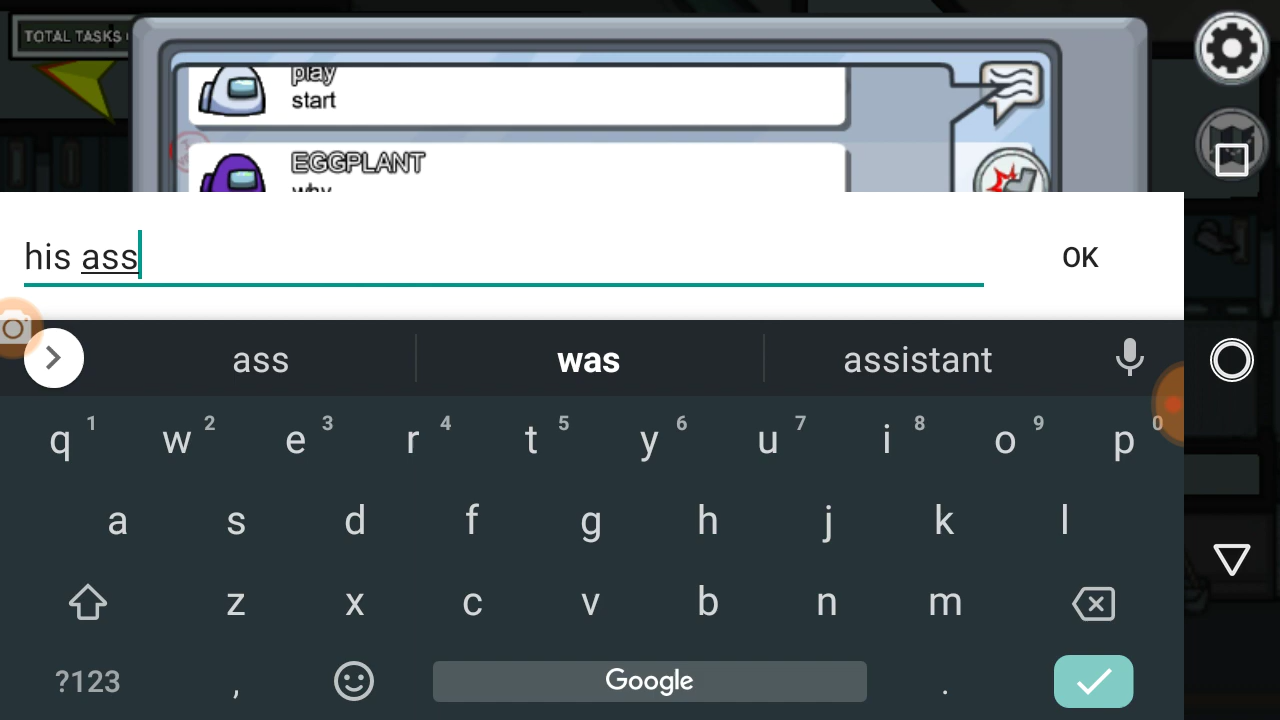 TOTAL TASKS
play
start
EGGPLANT
why
his ass
OK
ass was assistant
q 1 w 2 e 3 r 4 t 5 y 6 u 7 i 8 o 9 p 0
a s d f g h j k l
z x c v b n m
?123 , Google .